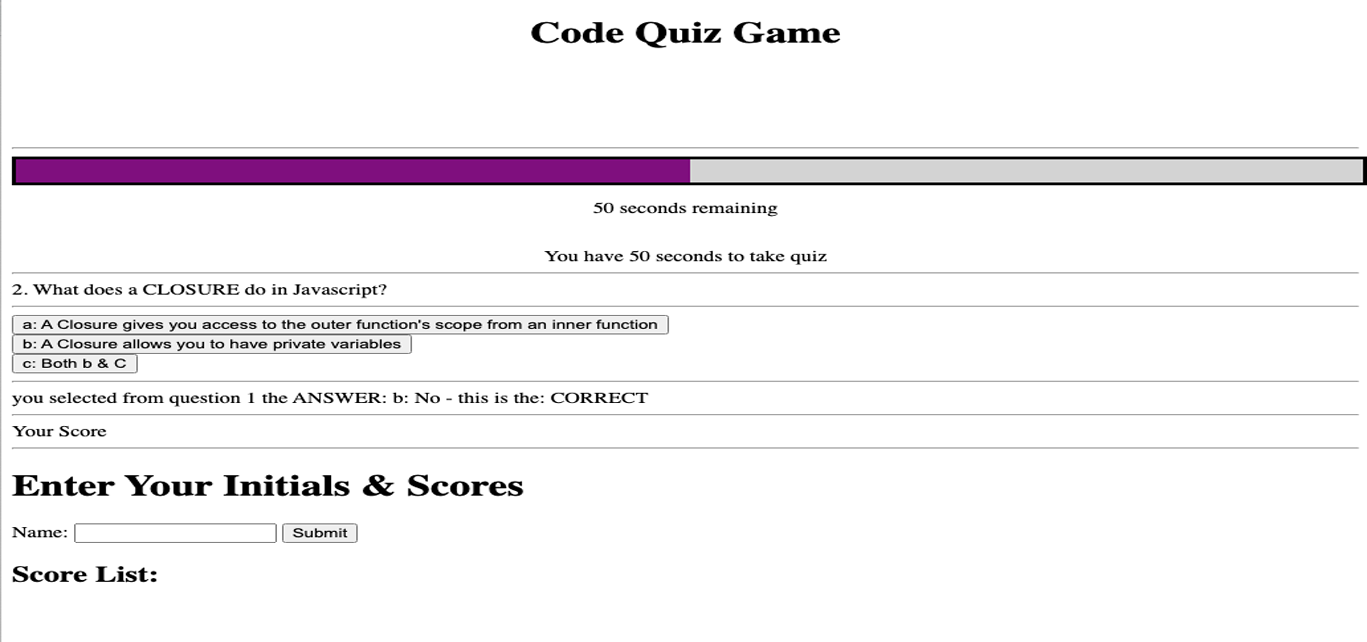 Code Quiz Game
50 seconds remaining
You have 50 seconds to take quiz
2. What does a CLOSURE do in Javascript?
a: A Closure gives you access to the outer function's scope from an inner function
b: A Closure allows you to have private variables
c: Both b & C
you selected from question 1 the ANSWER: b: No - this is the: CORRECT
Your Score
Enter Your Initials & Scores
Name: Submit
Score List: